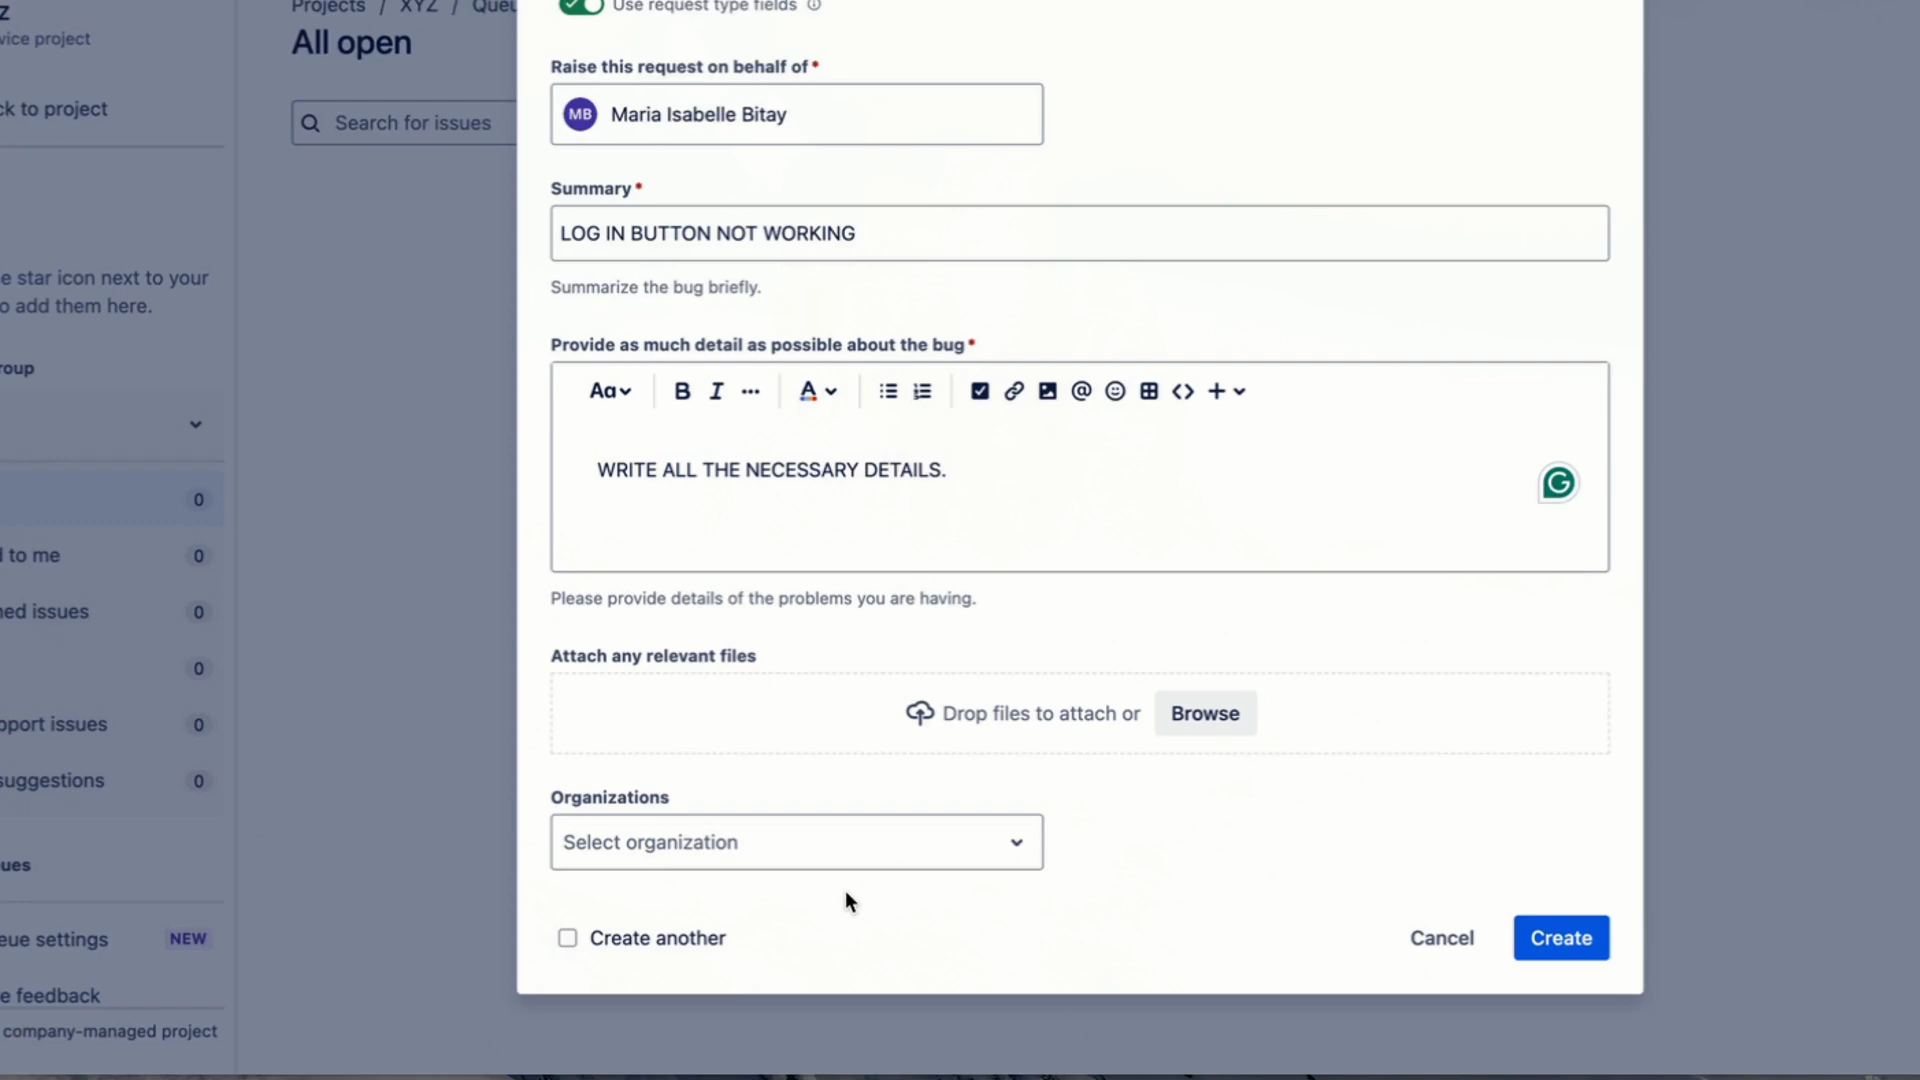 Projects / XYZ /
All open
Search for issues
Use request type fields
Raise this request on behalf of *
MB Maria Isabelle Bitay
Summary *
LOG IN BUTTON NOT WORKING
Summarize the bug briefly.
Provide as much detail as possible about the bug *
Aa B I ... A @ <> +
WRITE ALL THE NECESSARY DETAILS.
G
Please provide details of the problems you are having.
Attach any relevant files
Drop files to attach or Browse
Organizations
Select organization
Create another
Cancel Create
vice project
ck to project
e star icon next to your
o add them here.
roup
0
d to me 0
ned issues 0
0
pport issues 0
suggestions 0
ues
eue settings NEW
e feedback
company-managed project